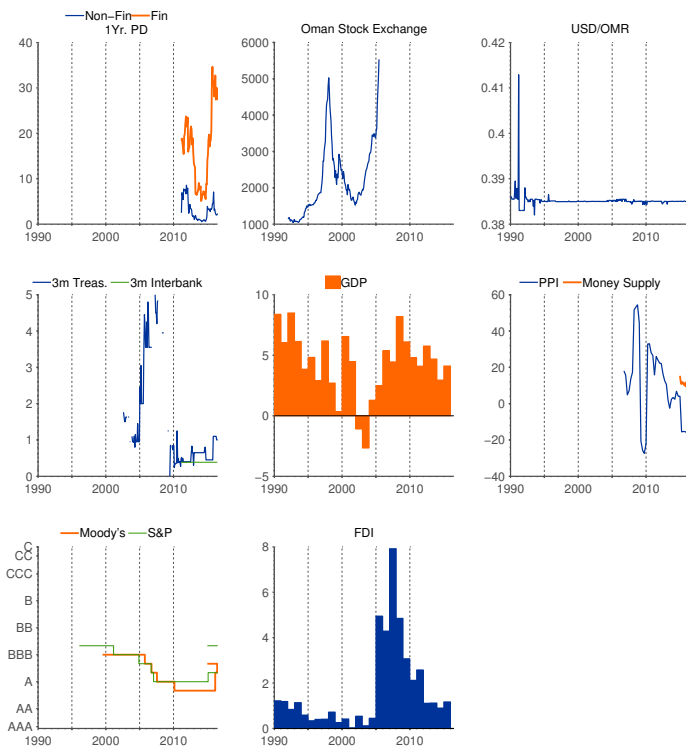 Non-Fin Fin
1Yr. PD
40
30
20
10
0
1990 2000 2010
Oman Stock Exchange
6000
5000
4000
3000
2000
1000
1990 2000 2010
USD/OMR
0.42
0.41
0.4
0.39
0.38
1990 2000 2010
3m Treas. 3m Interbank
5
4
3
2
1
0
1990 2000 2010
GDP
10
5
0
−5
1990 2000 2010
PPI Money Supply
60
40
20
0
−20
−40
1990 2000 2010
Moody's S&P
C
CC
CCC
B
BB
BBB
A
AA
AAA
1990 2000 2010
FDI
8
6
4
2
0
1990 2000 2010